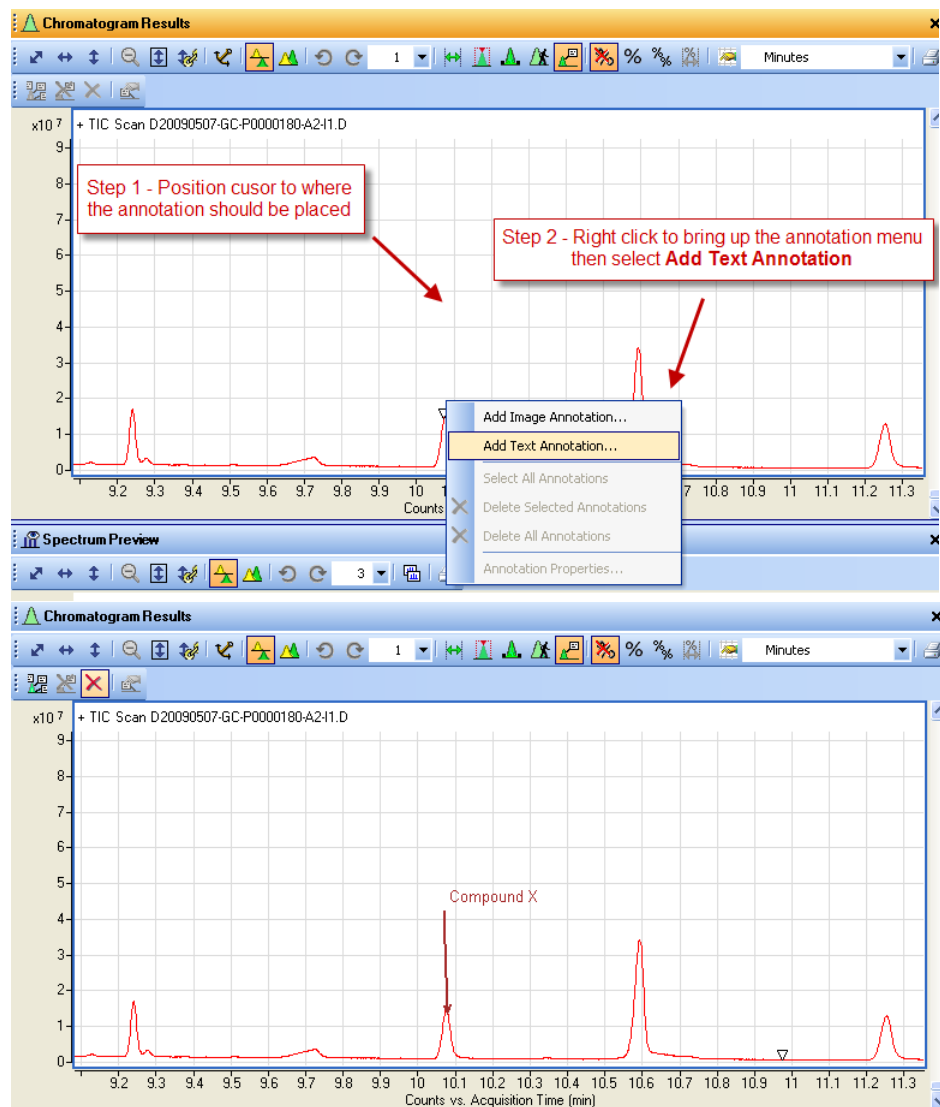 Chromatogram Results
1 % % % Minutes
x10 7 + TIC Scan D20090507-GC-P0000180-A2-I1.D
9
8
7
6
5
4
3
2
1
0
Step 1 - Position cusor to where
the annotation should be placed
Step 2 - Right click to bring up the annotation menu
then select Add Text Annotation
Add Image Annotation...
Add Text Annotation...
Select All Annotations
Delete Selected Annotations
Delete All Annotations
Annotation Properties...
9.2 9.3 9.4 9.5 9.6 9.7 9.8 9.9 10 10.8 10.9 11 11.1 11.2 11.3
Counts
Spectrum Preview
3
Chromatogram Results
1 % % % Minutes
x10 7 + TIC Scan D20090507-GC-P0000180-A2-I1.D
9
8
7
6
5
Compound X
4
3
2
1
0
9.2 9.3 9.4 9.5 9.6 9.7 9.8 9.9 10 10.1 10.2 10.3 10.4 10.5 10.6 10.7 10.8 10.9 11 11.1 11.2 11.3
Counts vs. Acquisition Time (min)